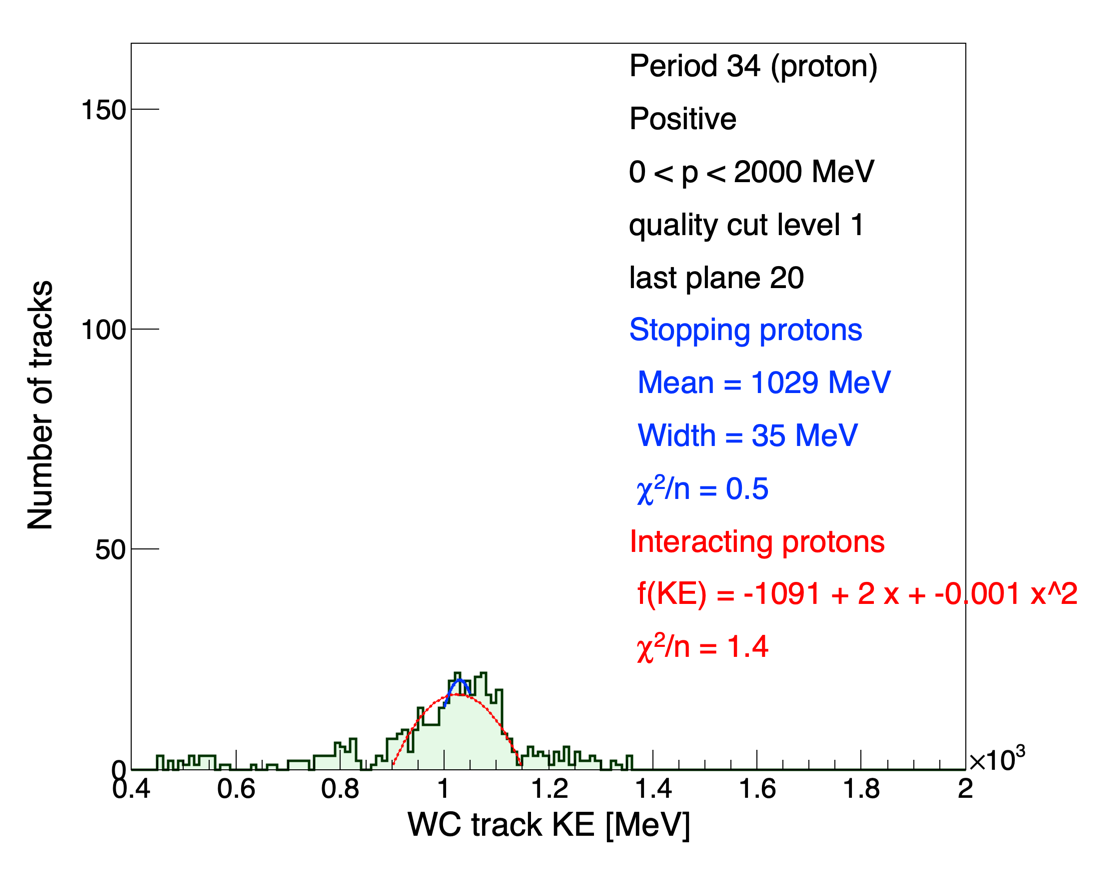 Period 34 (proton)
Positive
0 < p < 2000 MeV
quality cut level 1
last plane 20
Stopping protons
Mean = 1029 MeV
Width = 35 MeV
χ²/n = 0.5
Interacting protons
f(KE) = -1091 + 2 x + -0.001 x^2
χ²/n = 1.4
Number of tracks
150
100
50
0
0.4 0.6 0.8 1 1.2 1.4 1.6 1.8 2
×10³
WC track KE [MeV]